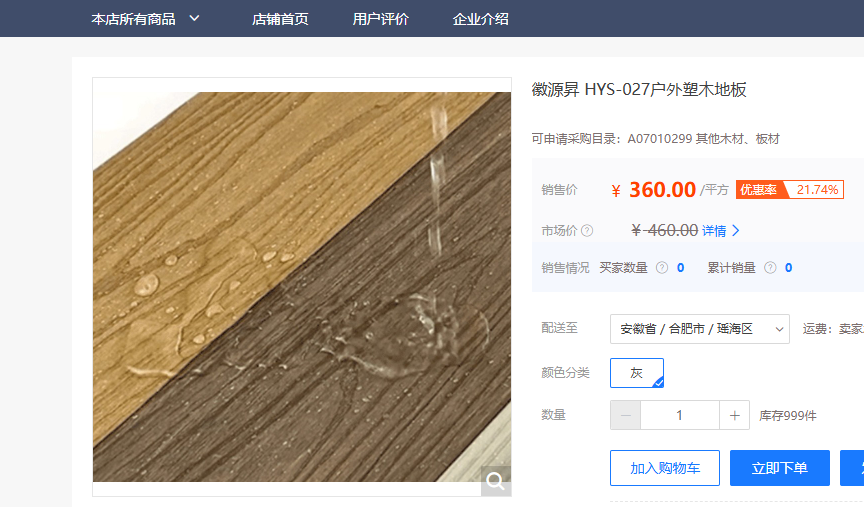 本店所有商品 店铺首页 用户评价 企业介绍
徽源昇 HYS-027户外塑木地板
可申请采购目录：A07010299 其他木材、板材
销售价 ￥ 360.00 /平方 优惠率 21.74%
市场价 ? ￥ 460.00 详情 >
销售情况 买家数量 ? 0 累计销量 ? 0
配送至 安徽省 / 合肥市 / 瑶海区 运费：卖家
颜色分类 灰
数量 − 1 + 库存999件
加入购物车 立即下单